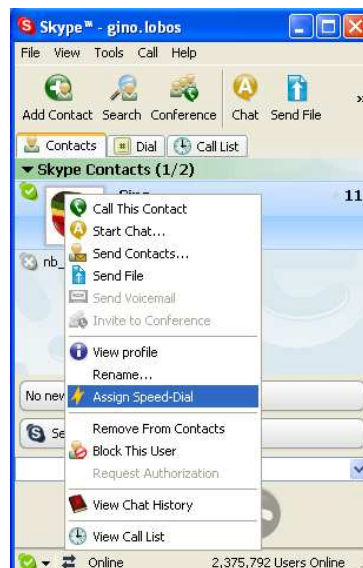 Skype™ - gino.lobos
File View Tools Call Help
Add Contact Search Conference Chat Send File
»
Contacts Dial Call List
Skype Contacts (1/2)
11
Call This Contact
Start Chat...
nb_
Send Contacts...
Send File
Send Voicemail
Invite to Conference
View profile
Rename...
No new
Assign Speed-Dial
Remove From Contacts
Se
Block This User
Request Authorization
View Chat History
View Call List
Online 2,375,792 Users Online